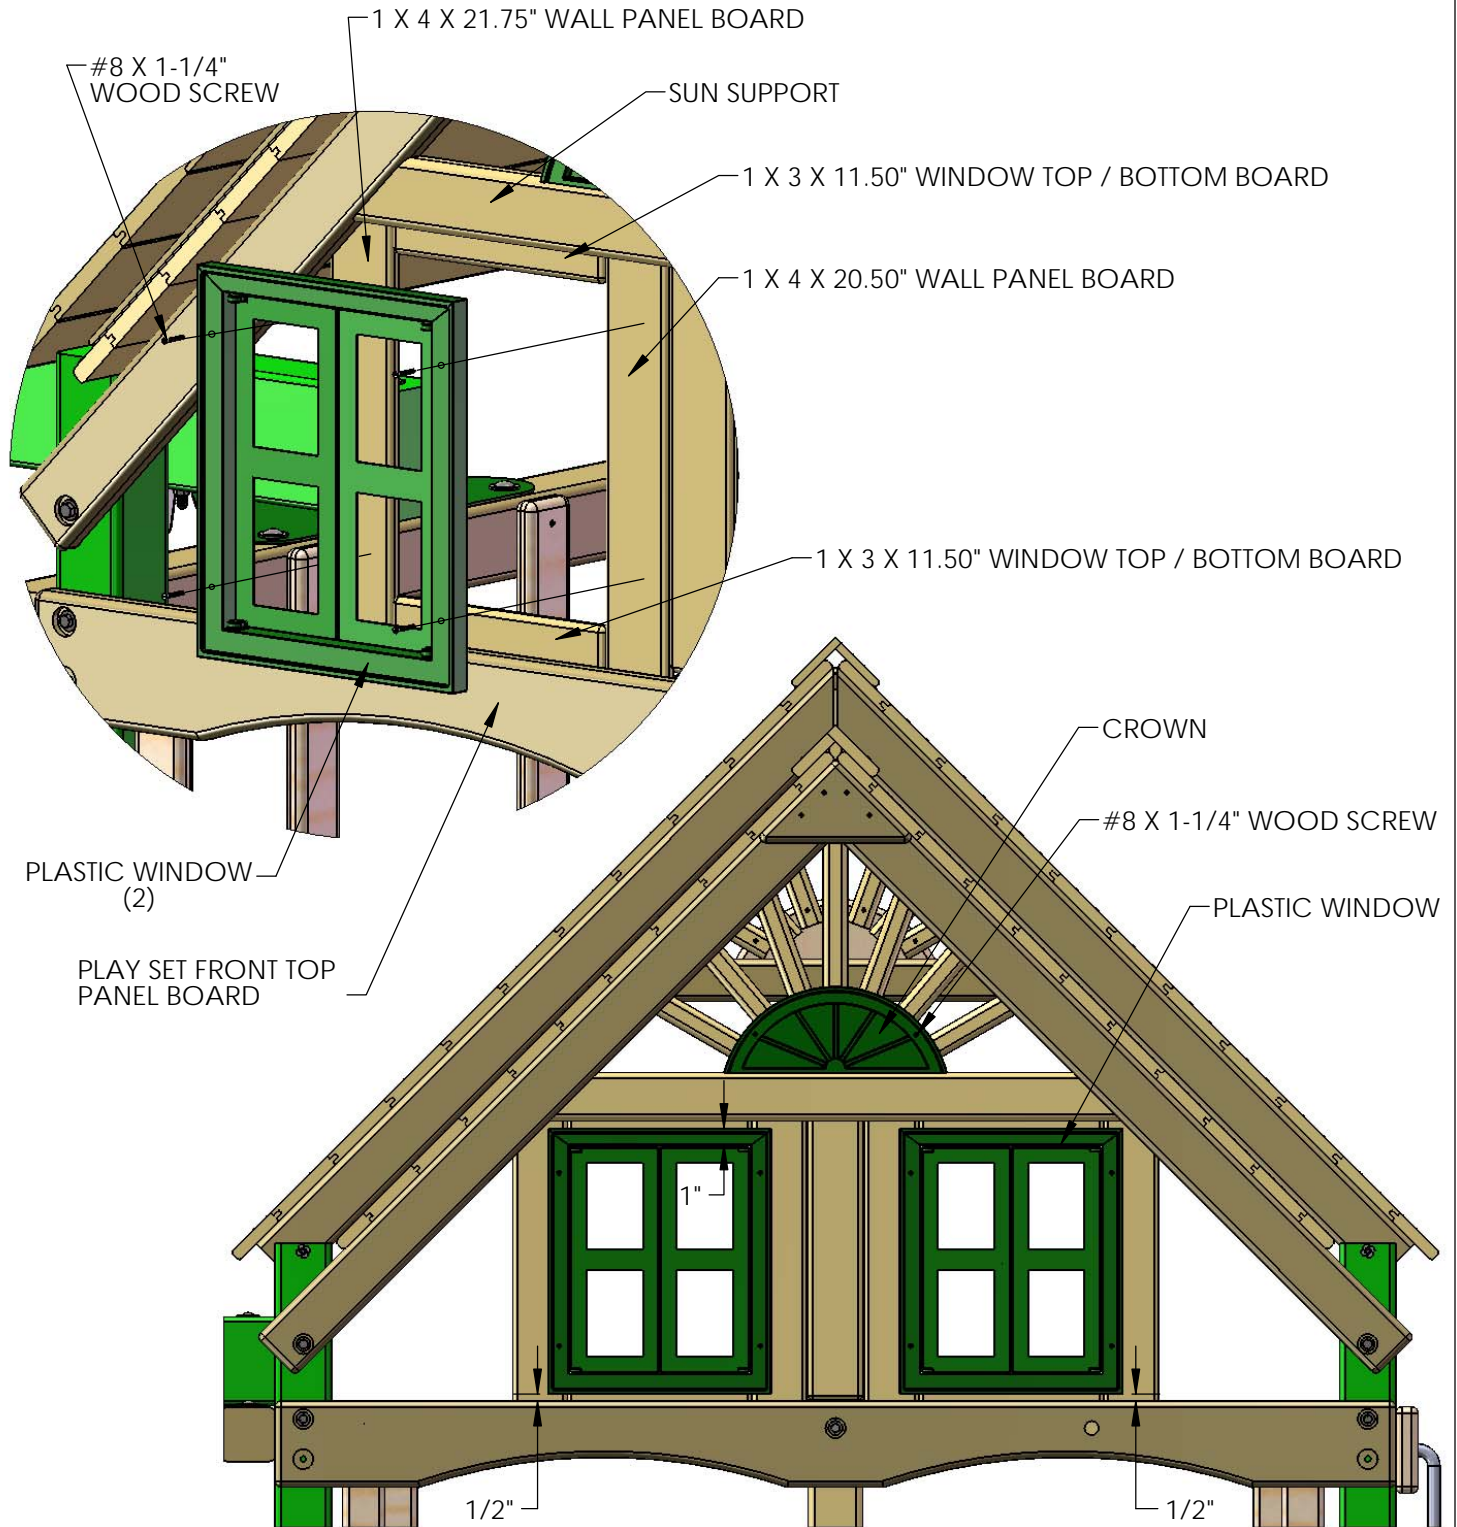 1 X 4 X 21.75" WALL PANEL BOARD
#8 X 1-1/4"
WOOD SCREW
SUN SUPPORT
1 X 3 X 11.50" WINDOW TOP / BOTTOM BOARD
1 X 4 X 20.50" WALL PANEL BOARD
1 X 3 X 11.50" WINDOW TOP / BOTTOM BOARD
CROWN
#8 X 1-1/4" WOOD SCREW
PLASTIC WINDOW
(2)
PLASTIC WINDOW
PLAY SET FRONT TOP
PANEL BOARD
1"
1/2"
1/2"